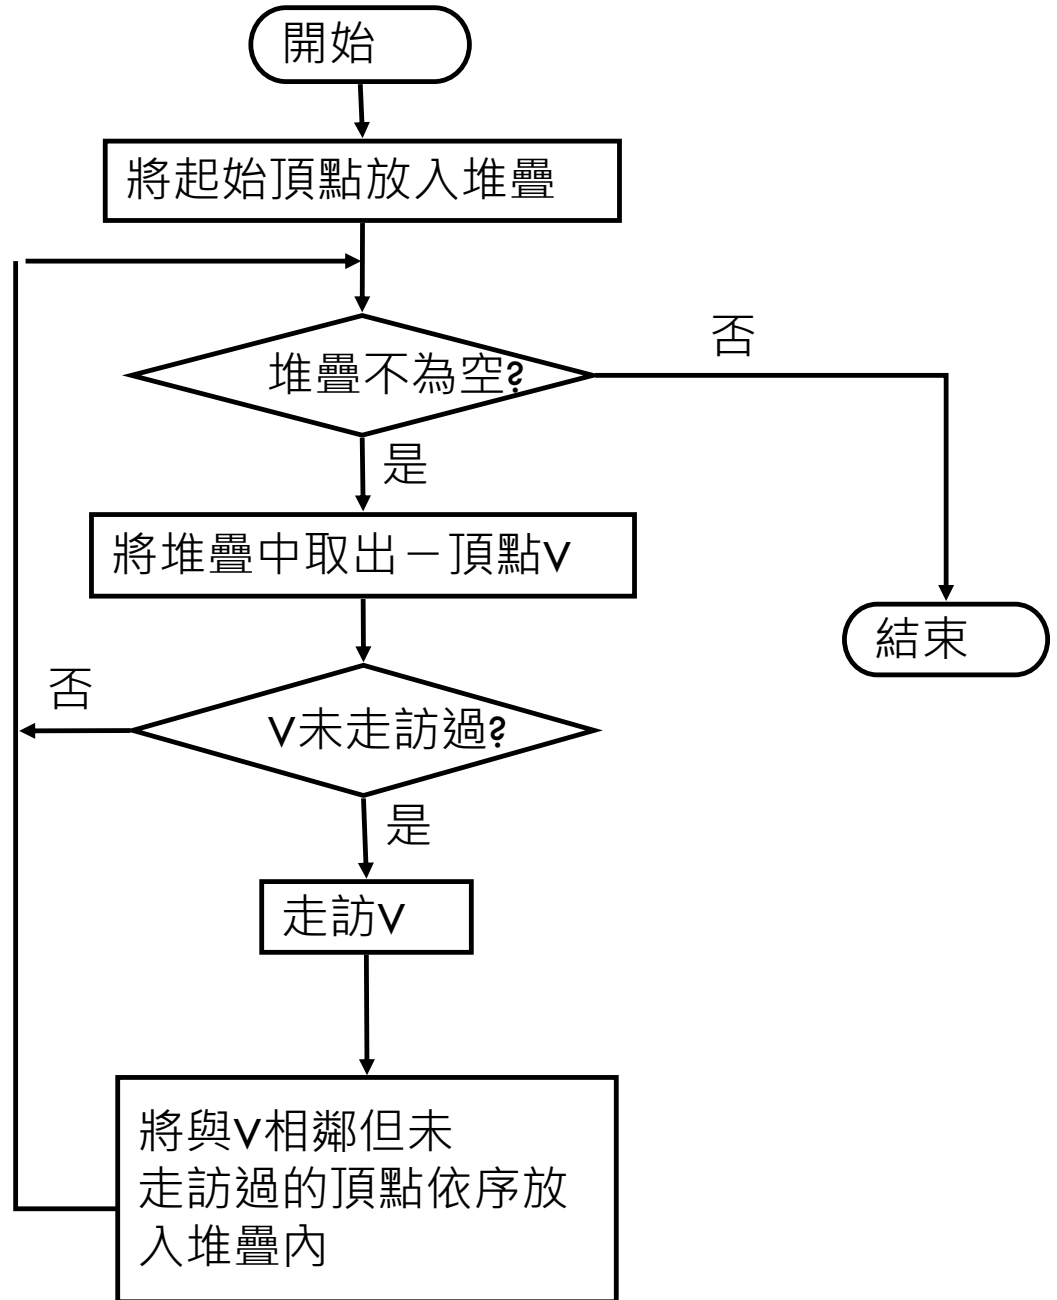 開始
將起始頂點放入堆疊
堆疊不為空?
否
是
將堆疊中取出－頂點V
結束
否
V未走訪過?
是
走訪V
將與V相鄰但未
走訪過的頂點依序放
入堆疊內